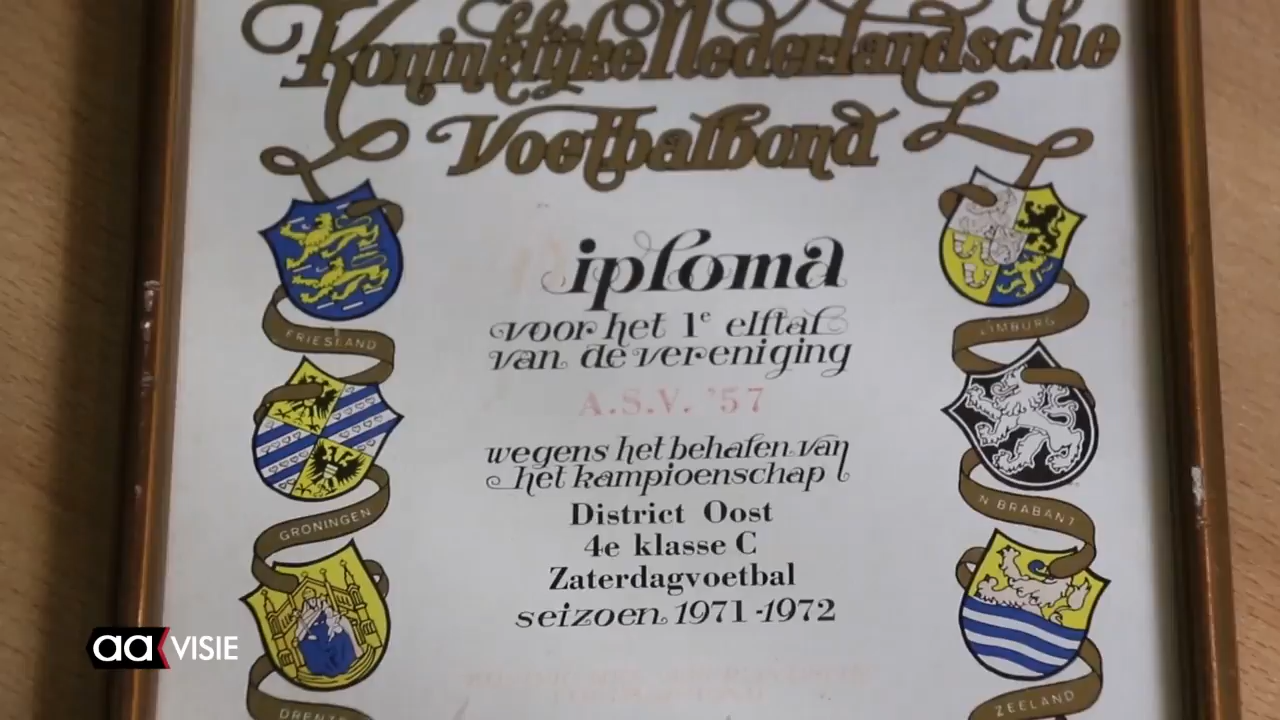 Koninklijke Nederlandsche
Voetbalbond
iploma
voor het 1e elftal
van de vereniging
A.S.V. '57
wegens het behalen van
het kampioenschap
District Oost
4e klasse C
Zaterdagvoetbal
seizoen 1971-1972
FRIESLAND
GRONINGEN
LIMBURG
N BRABANT
ZEELAND
aa VISIE